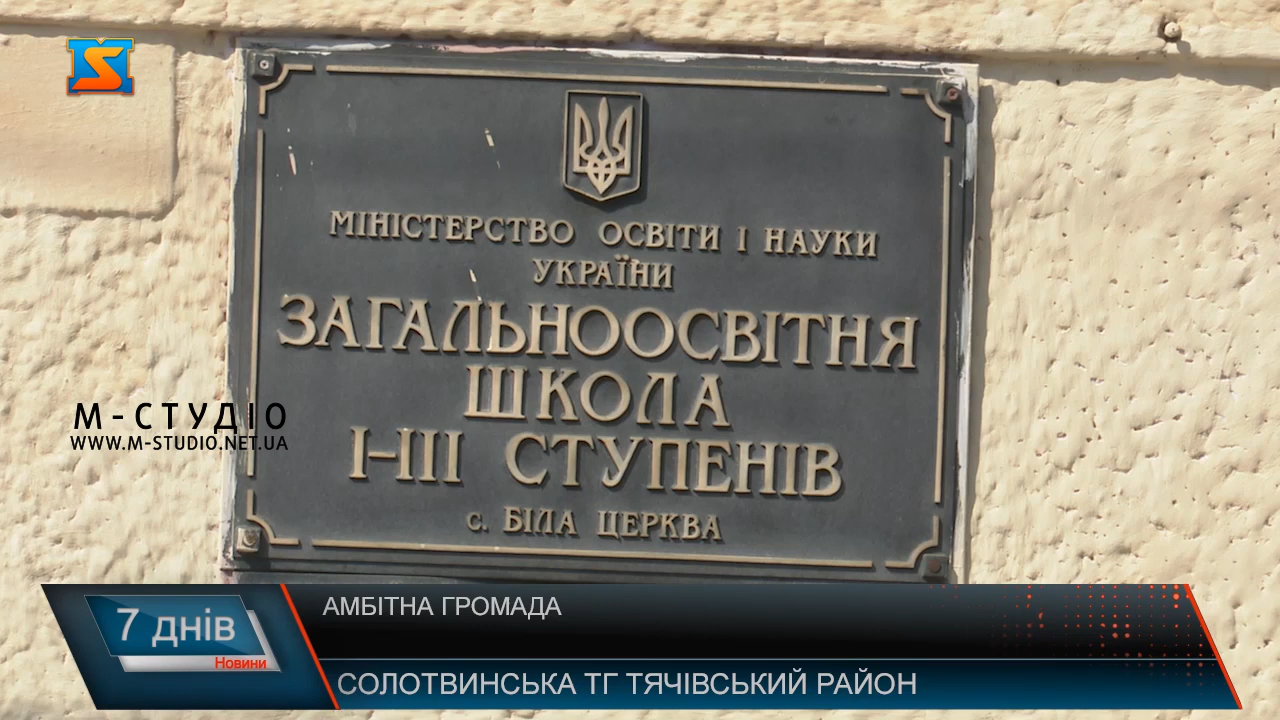 МІНІСТЕРСТВО ОСВІТИ І НАУКИ
УКРАЇНИ
ЗАГАЛЬНООСВІТНЯ
ШКОЛА
І-ІІІ СТУПЕНІВ
с. БІЛА ЦЕРКВА
М-СТУДІО
WWW.M-STUDIO.NET.UA
7 днів
Новини
АМБІТНА ГРОМАДА
СОЛОТВИНСЬКА ТГ ТЯЧІВСЬКИЙ РАЙОН